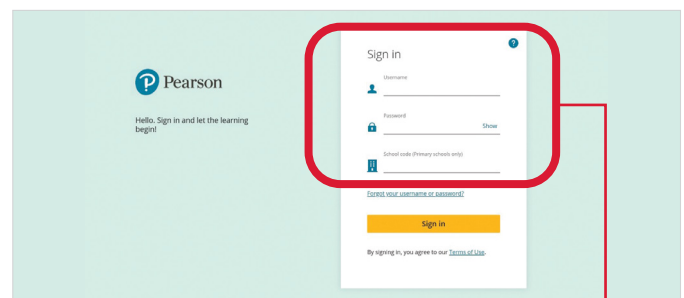 Pearson
Hello. Sign in and let the learning
begin!
Sign in
?
Username
Password
Show
School code (Primary schools only)
Forgot your username or password?
Sign in
By signing in, you agree to our Terms of Use.